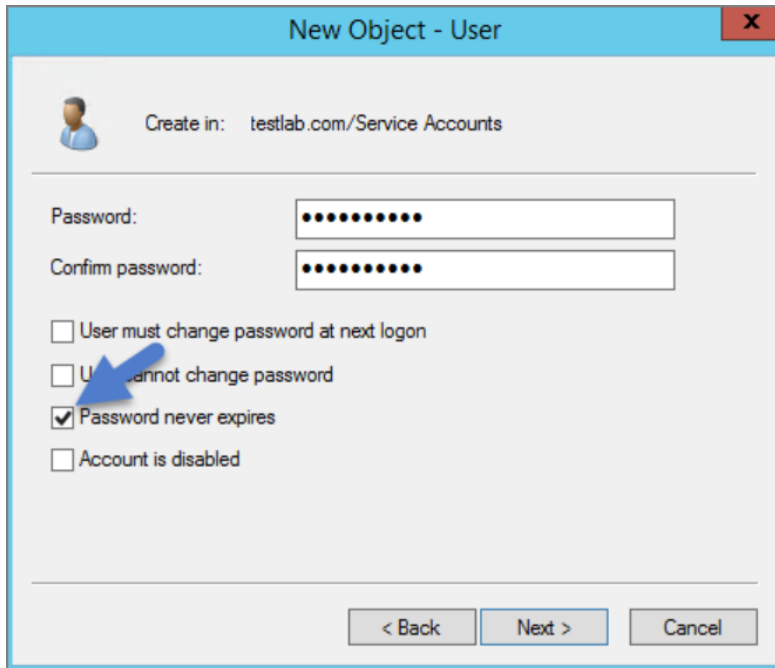 New Object - User
x
Create in: testlab.com/Service Accounts
Password: ••••••••••
Confirm password: ••••••••••
User must change password at next logon
cannot change password
Password never expires
Account is disabled
< Back Next > Cancel